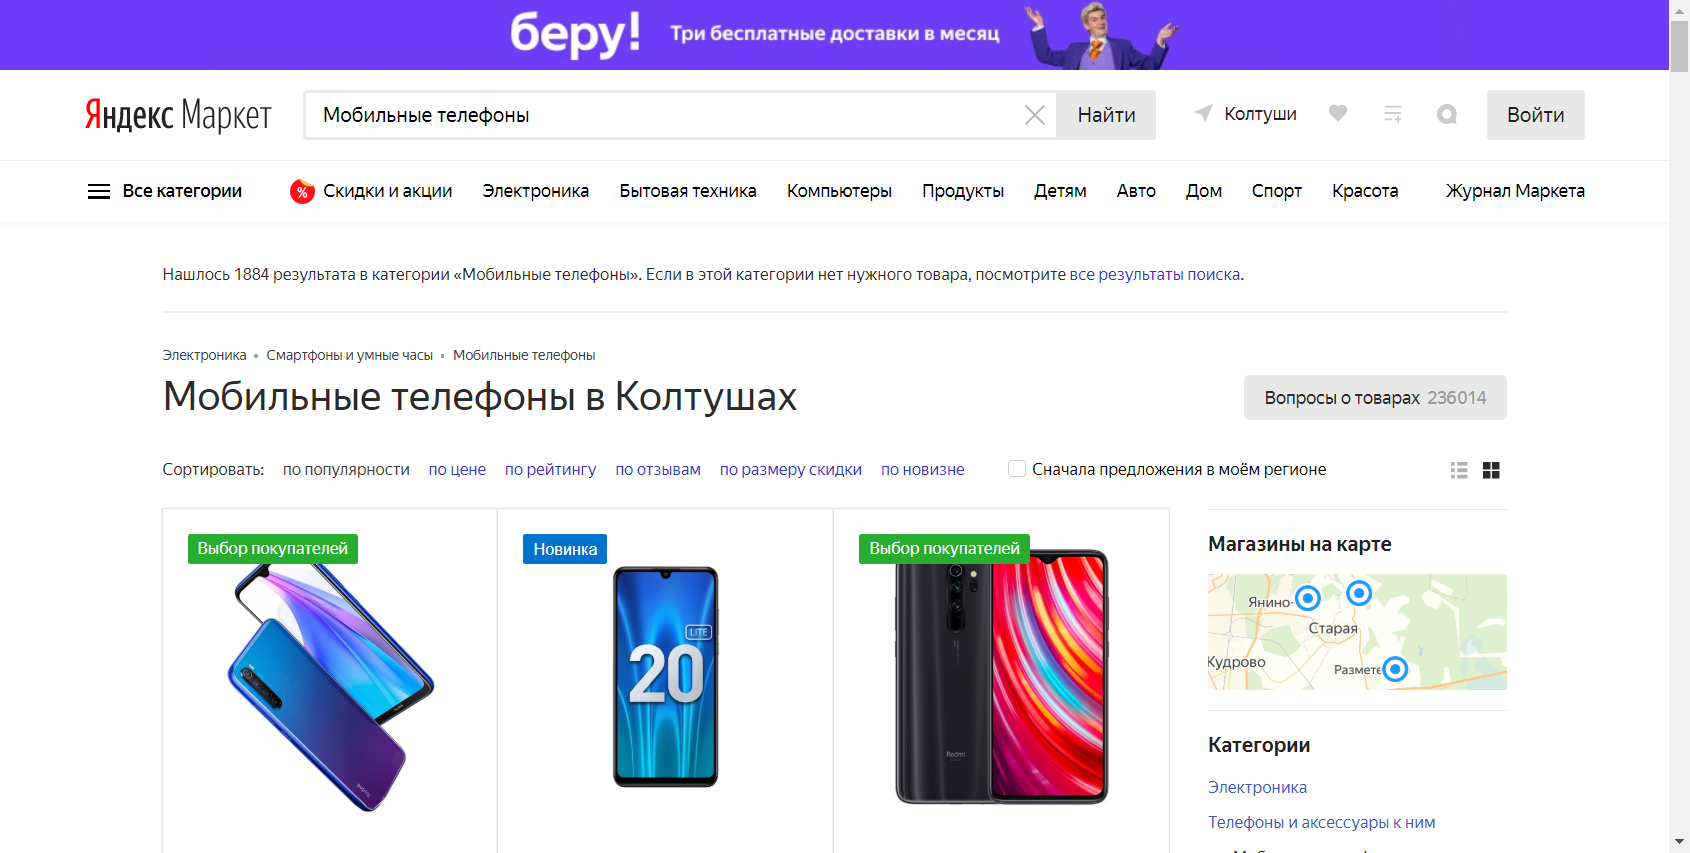 беру! Три бесплатные доставки в месяц
Яндекс Маркет Мобильные телефоны Найти Колтуши Войти
Все категории % Скидки и акции Электроника Бытовая техника Компьютеры Продукты Детям Авто Дом Спорт Красота Журнал Маркета
Нашлось 1884 результата в категории «Мобильные телефоны». Если в этой категории нет нужного товара, посмотрите все результаты поиска.
Электроника • Смартфоны и умные часы • Мобильные телефоны
Мобильные телефоны в Колтушах
Вопросы о товарах 236014
Сортировать: по популярности по цене по рейтингу по отзывам по размеру скидки по новизне Сначала предложения в моём регионе
Выбор покупателей
Новинка
LITE
20
Выбор покупателей
Redmi
Магазины на карте
Янино-
Старая
Кудрово
Размете
Категории
Электроника
Телефоны и аксессуары к ним